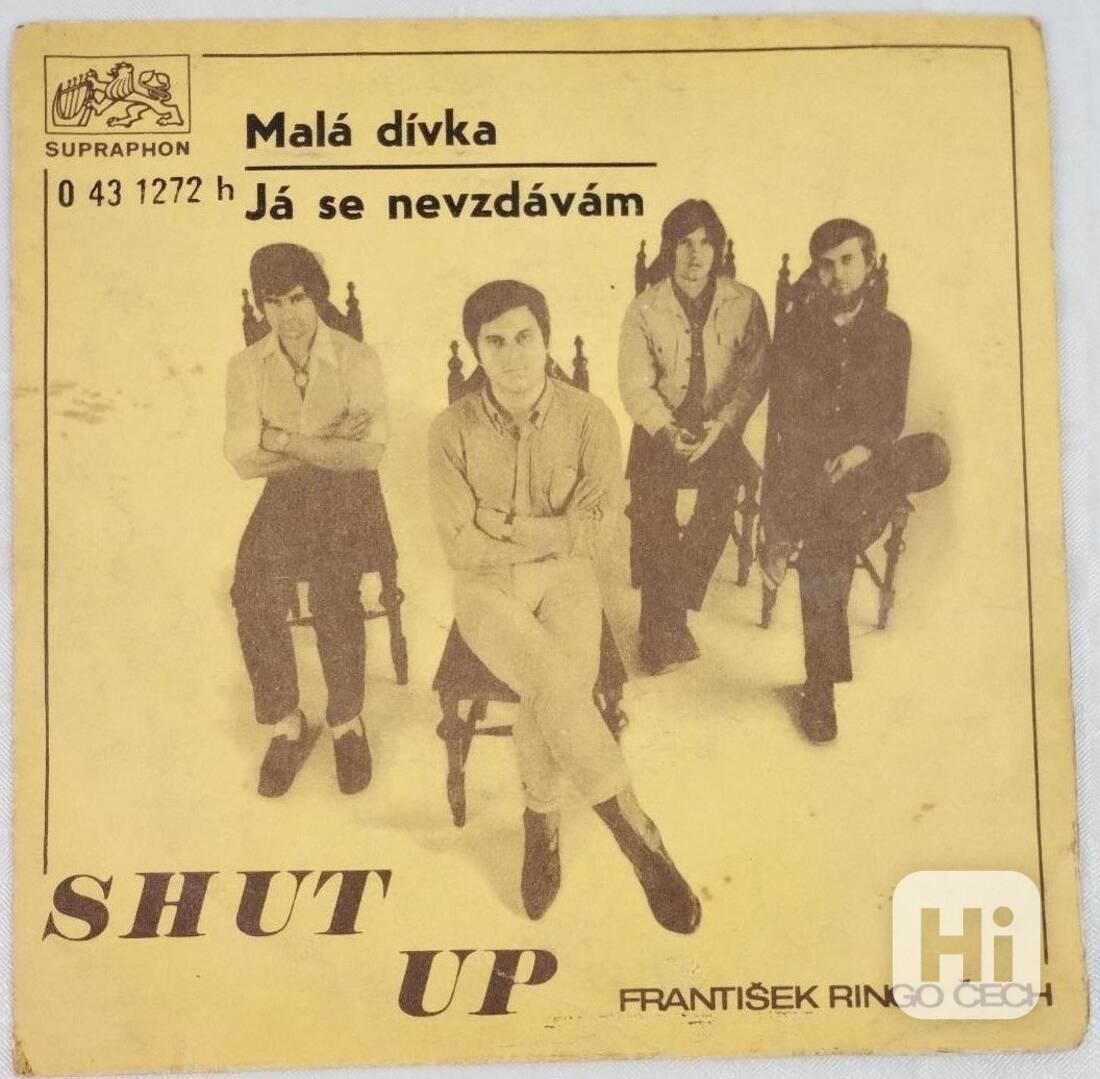 SUPRAPHON
0 43 1272 h
Malá dívka
Já se nevzdávám
SHUT
UP
FRANTIŠEK RINGO ČECH
Hi